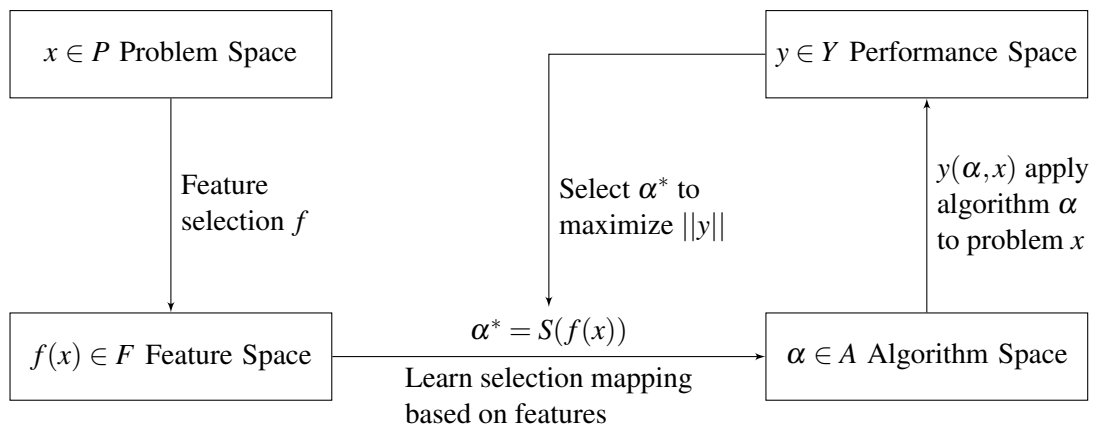 x ∈ P Problem Space
y ∈ Y Performance Space
Feature
selection f
Select α* to
maximize ||y||
y(α,x) apply
algorithm α
to problem x
f(x) ∈ F Feature Space
α* = S(f(x))
α ∈ A Algorithm Space
Learn selection mapping
based on features